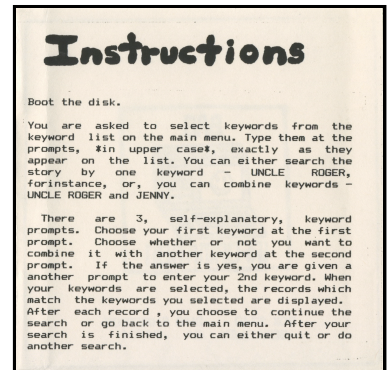 Instructions
Boot the disk.
You are asked to select keywords from the
keyword list on the main menu. Type them at the
prompts, *in upper case*, exactly as they
appear on the list. You can either search the
story by one keyword - UNCLE ROGER,
forinstance, or, you can combine keywords -
UNCLE ROGER and JENNY.
There are 3, self-explanatory, keyword
prompts. Choose your first keyword at the first
prompt. Choose whether or not you want to
combine it with another keyword at the second
prompt. If the answer is yes, you are given a
another prompt to enter your 2nd keyword. When
your keywords are selected, the records which
match the keywords you selected are displayed.
After each record , you choose to continue the
search or go back to the main menu. After your
search is finished, you can either quit or do
another search.